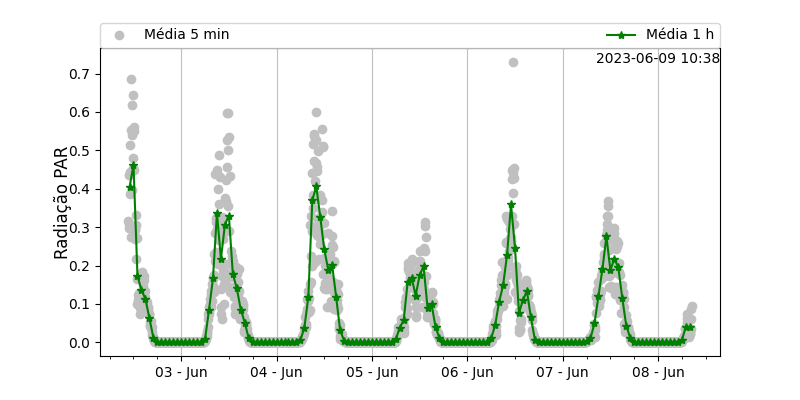 Média 5 min
Média 1 h
2023-06-09 10:38
Radiação PAR
0.7
0.6
0.5
0.4
0.3
0.2
0.1
0.0
03 - Jun
04 - Jun
05 - Jun
06 - Jun
07 - Jun
08 - Jun